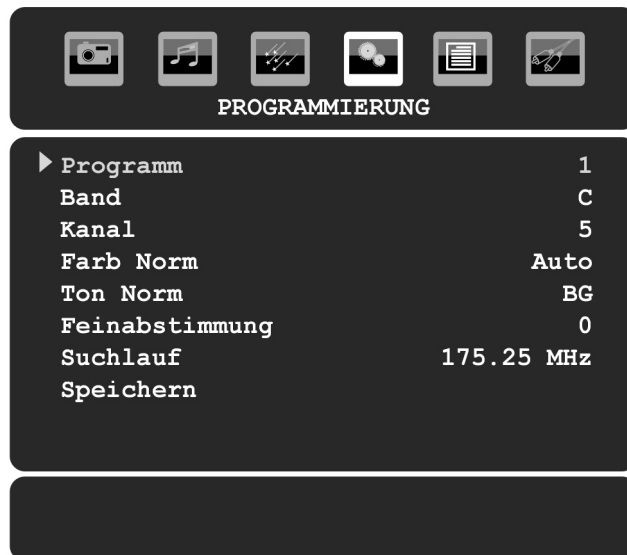 PROGRAMMIERUNG
Programm 1
Band C
Kanal 5
Farb Norm Auto
Ton Norm BG
Feinabstimmung 0
Suchlauf 175.25 MHz
Speichern